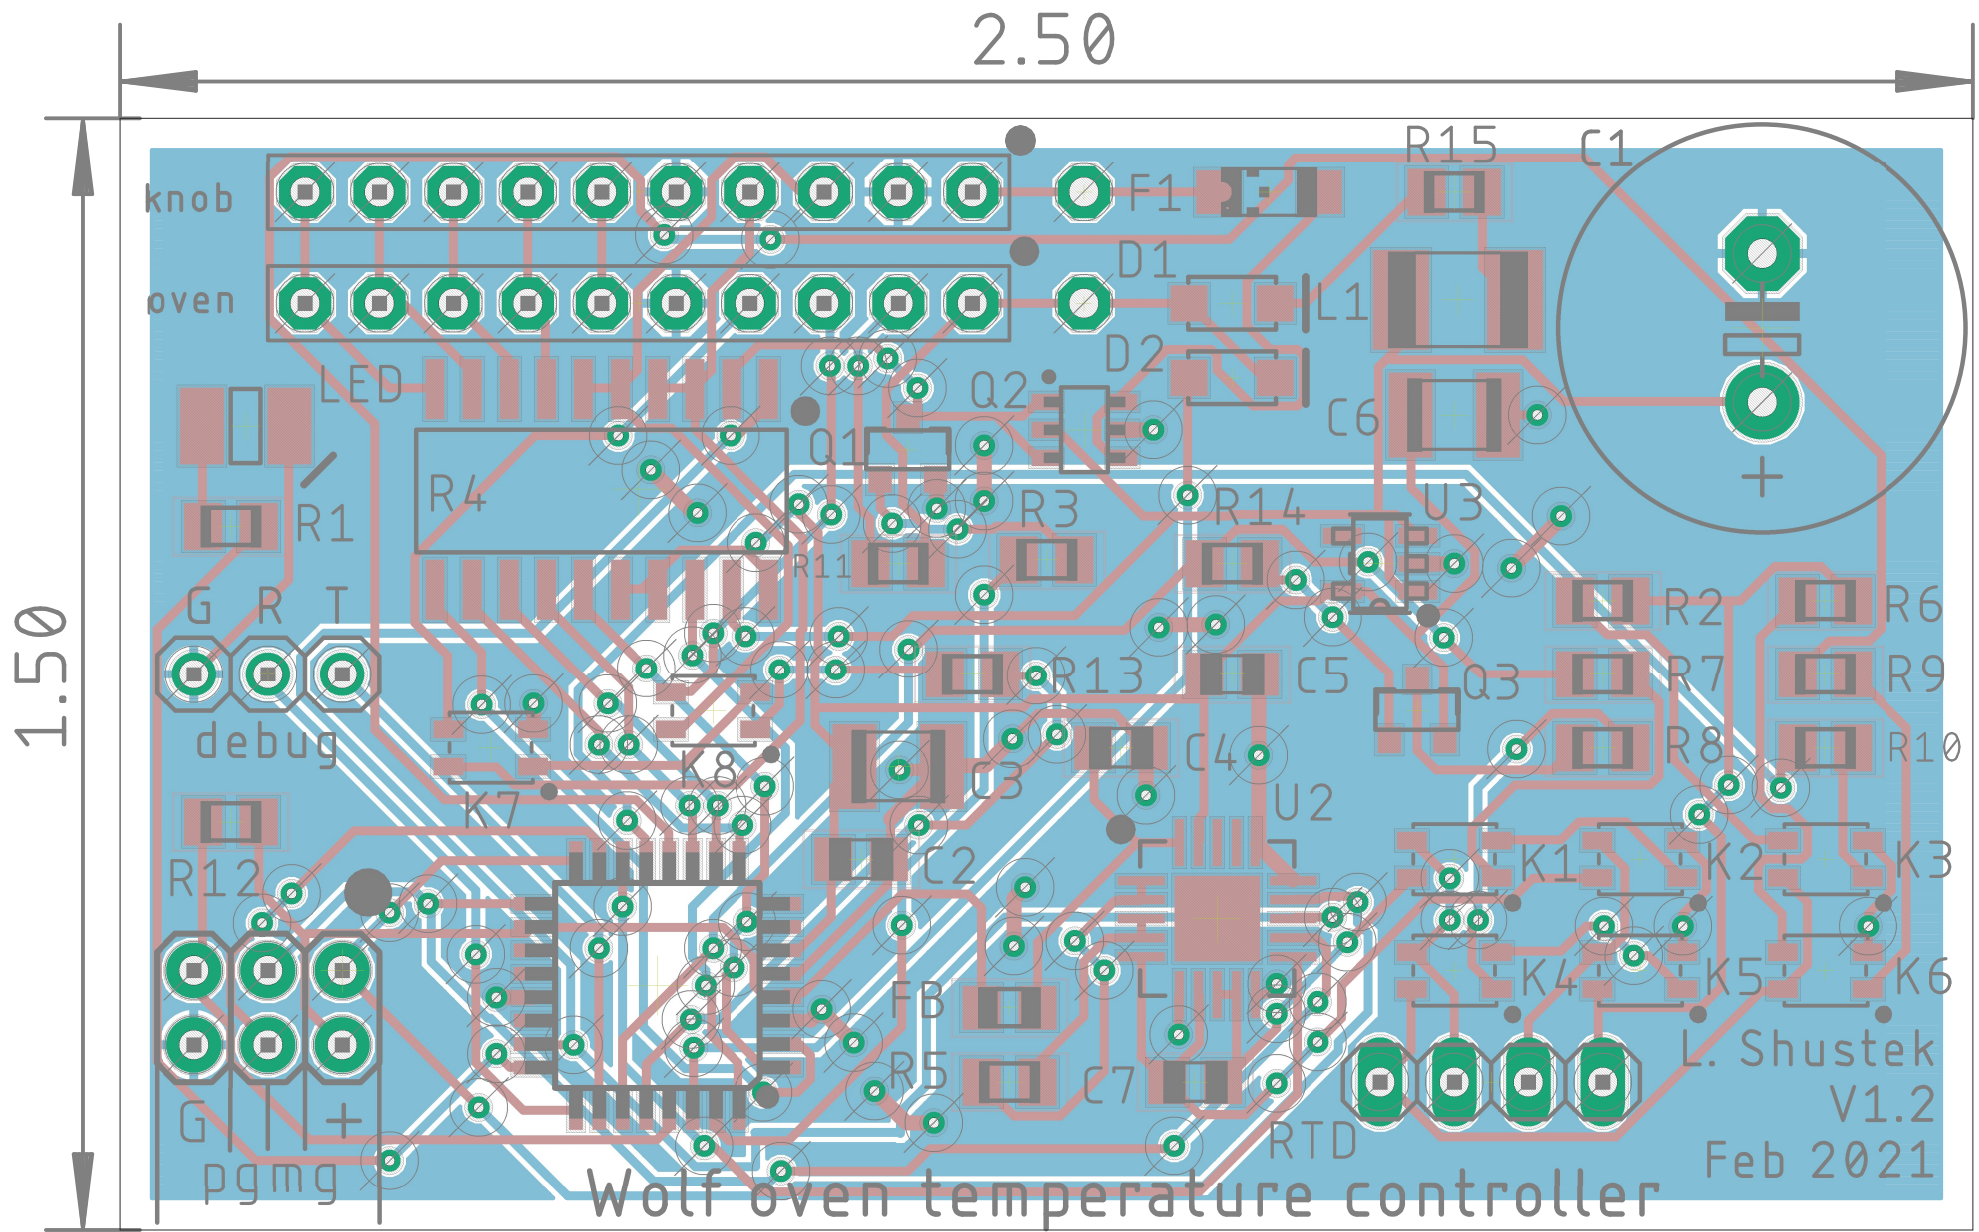 2.50
1.50
R15
C1
knob
F1
D1
oven
L1
D2
LED
Q2
C6
Q1
+
R4
R3
R14
U3
R1
R11
G R T
R2
R6
R13
C5
Q3
R7
R9
debug
K8
C3
C4
R8
R10
K7
U2
R12
C2
K1
K2
K3
FB
K4
K5
K6
R5
C7
L. Shustek
G | | +
RTD
V1.2
pgmg
Feb 2021
Wolf oven temperature controller